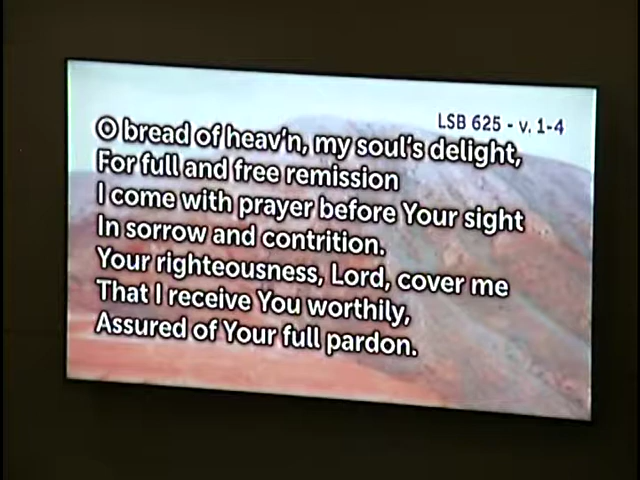 LSB 625 - v. 1-4
O bread of heav'n, my soul's delight,
For full and free remission
I come with prayer before Your sight
In sorrow and contrition.
Your righteousness, Lord, cover me
That I receive You worthily,
Assured of Your full pardon.